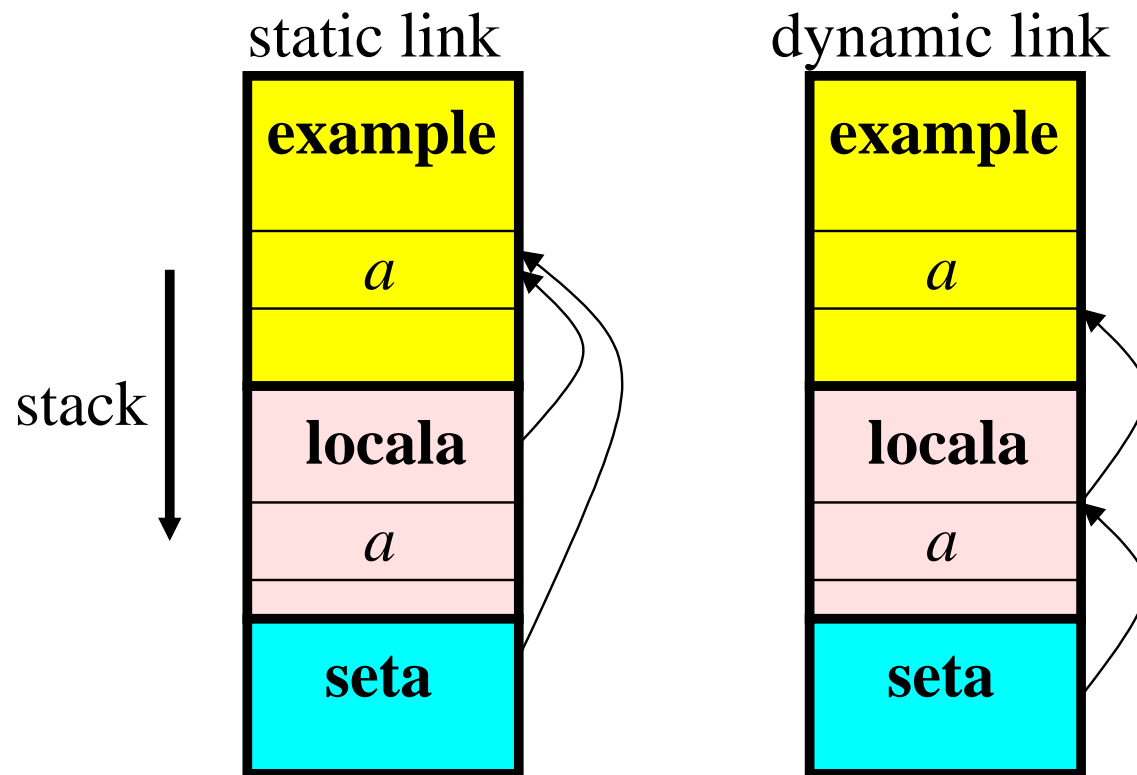 static link
example
a
locala
a
seta
stack
dynamic link
example
a
locala
a
seta